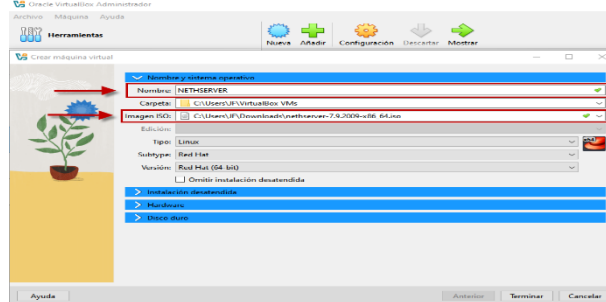 Oracle VirtualBox Administrador
Archivo Máquina Ayuda
Herramientas
Nueva Añadir Configuración Descartar Mostrar
Crear máquina virtual
Nombre y sistema operativo
Nombre: NETHSERVER
Carpeta: C:\Users\JF\VirtualBox VMs
Imagen ISO: C:\Users\JF\Downloads\nethserver-7.9.2009-x86_64.iso
Edición:
Tipo: Linux
Subtype: Red Hat
Versión: Red Hat (64-bit)
Omitir instalación desatendida
Instalación desatendida
Hardware
Disco duro
Ayuda Anterior Terminar Cancelar